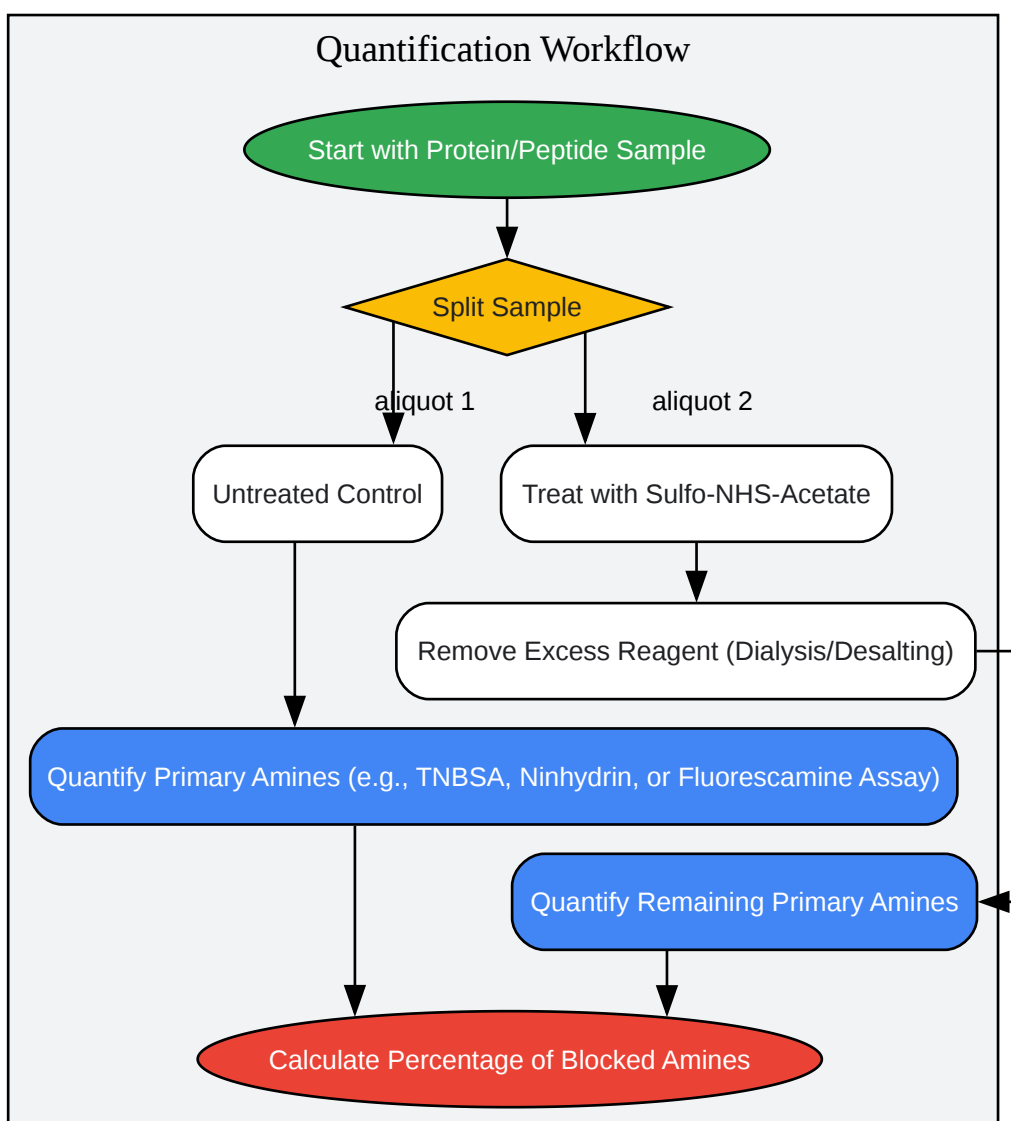 Quantification Workflow
Start with Protein/Peptide Sample
Split Sample
aliquot 1
aliquot 2
Untreated Control
Treat with Sulfo-NHS-Acetate
Remove Excess Reagent (Dialysis/Desalting)
Quantify Primary Amines (e.g., TNBSA, Ninhydrin, or Fluorescamine Assay)
Quantify Remaining Primary Amines
Calculate Percentage of Blocked Amines